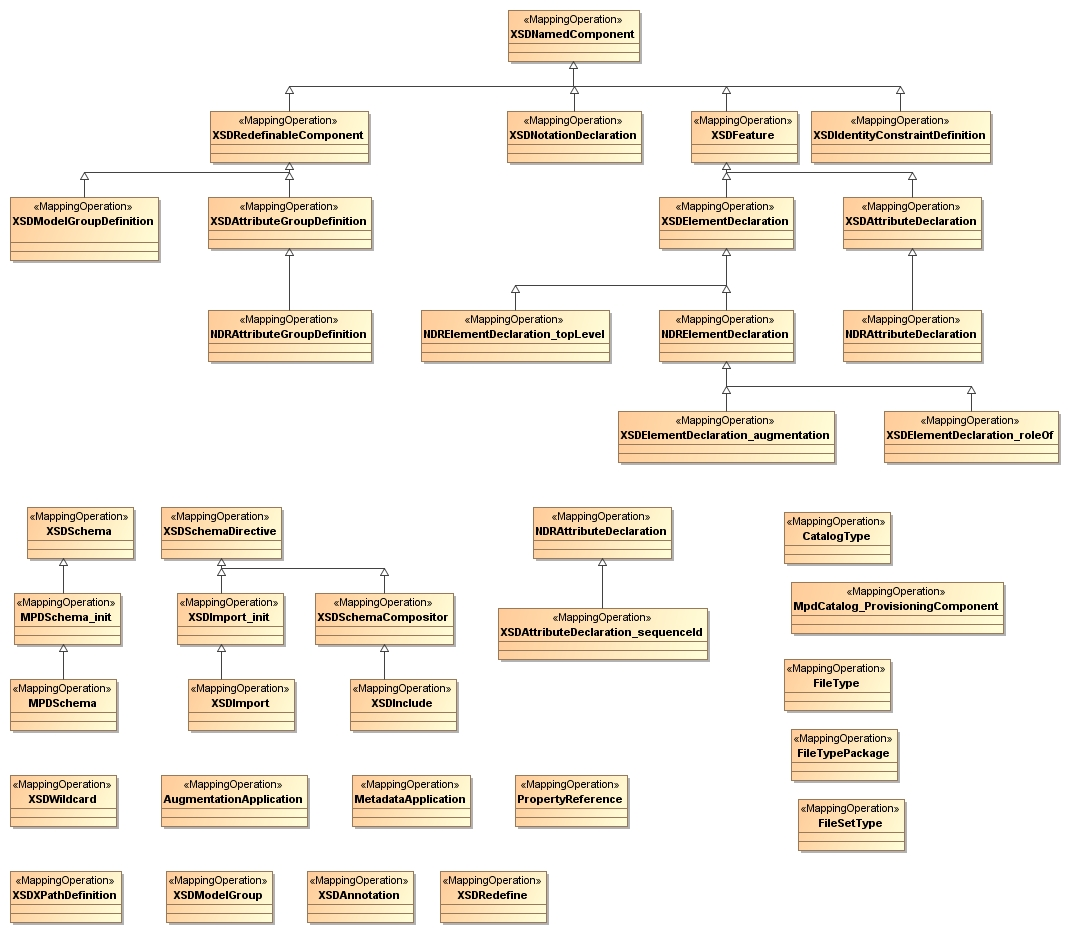 «MappingOperation»
XSDNamedComponent
«MappingOperation»
XSDRedefinableComponent
«MappingOperation»
XSDNotationDeclaration
«MappingOperation»
XSDFeature
«MappingOperation»
XSDIdentityConstraintDefinition
«MappingOperation»
XSDModelGroupDefinition
«MappingOperation»
XSDAttributeGroupDefinition
«MappingOperation»
XSDElementDeclaration
«MappingOperation»
XSDAttributeDeclaration
«MappingOperation»
NDRAttributeGroupDefinition
«MappingOperation»
NDRElementDeclaration_topLevel
«MappingOperation»
NDRElementDeclaration
«MappingOperation»
NDRAttributeDeclaration
«MappingOperation»
XSDElementDeclaration_augmentation
«MappingOperation»
XSDElementDeclaration_roleOf
«MappingOperation»
XSDSchema
«MappingOperation»
XSDSchemaDirective
«MappingOperation»
NDRAttributeDeclaration
«MappingOperation»
CatalogType
«MappingOperation»
MPDSchema_init
«MappingOperation»
XSDImport_init
«MappingOperation»
XSDSchemaCompositor
«MappingOperation»
XSDAttributeDeclaration_sequenceId
«MappingOperation»
MpdCatalog_ProvisioningComponent
«MappingOperation»
MPDSchema
«MappingOperation»
XSDImport
«MappingOperation»
XSDInclude
«MappingOperation»
FileType
«MappingOperation»
FileTypePackage
«MappingOperation»
XSDWildcard
«MappingOperation»
AugmentationApplication
«MappingOperation»
MetadataApplication
«MappingOperation»
PropertyReference
«MappingOperation»
FileSetType
«MappingOperation»
XSDXPathDefinition
«MappingOperation»
XSDModelGroup
«MappingOperation»
XSDAnnotation
«MappingOperation»
XSDRedefine